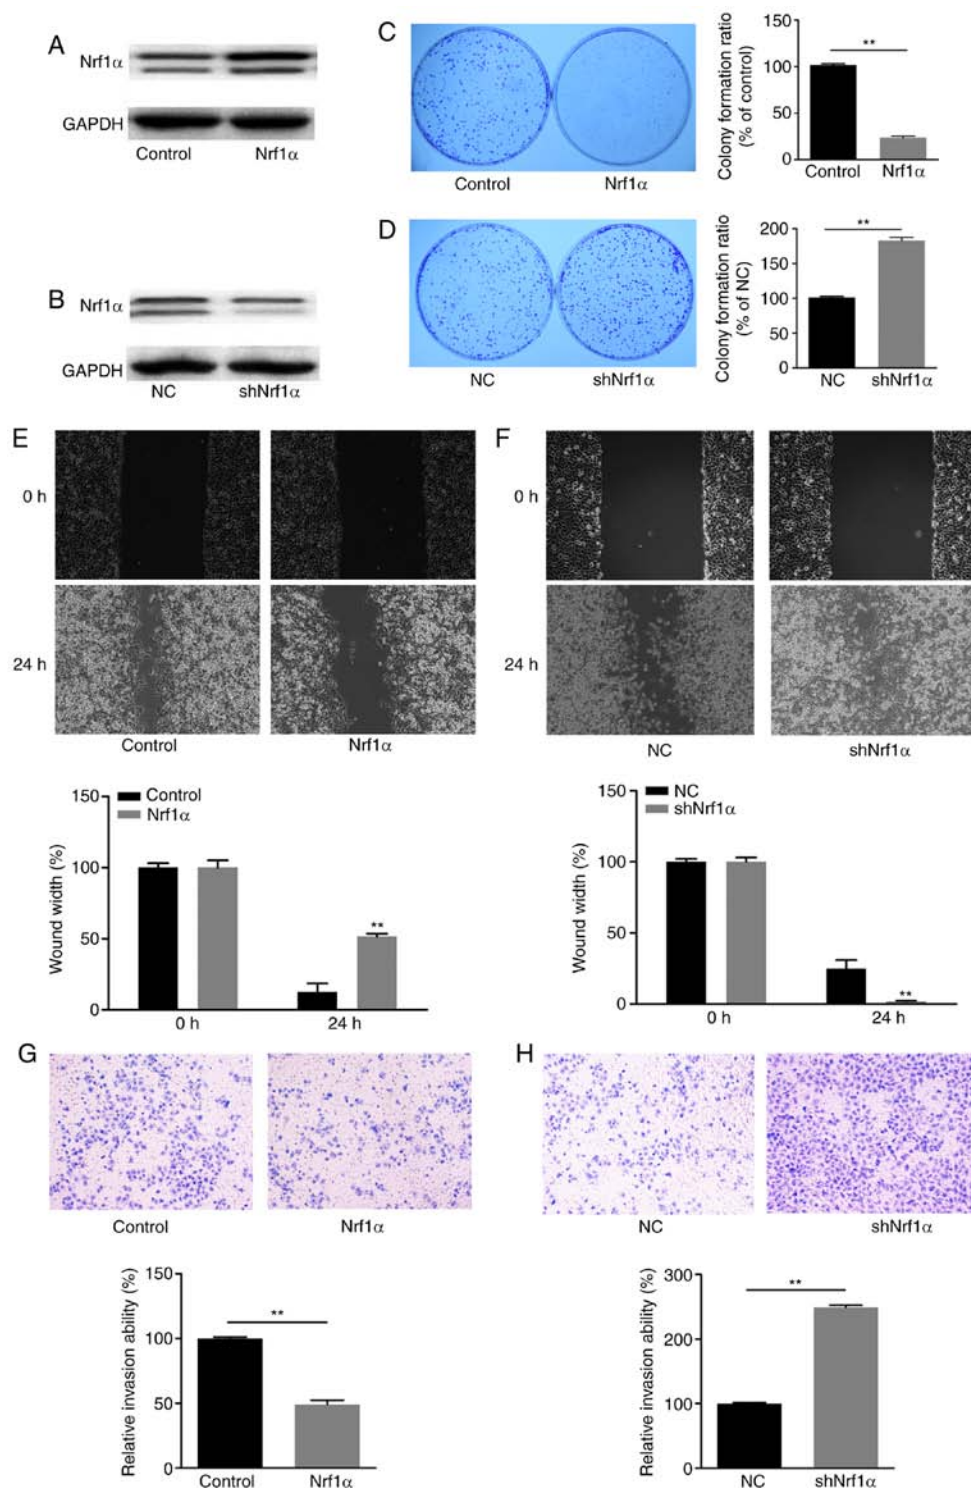 A
Nrf1α
GAPDH
Control Nrf1α
B
Nrf1α
GAPDH
NC shNrf1α
C
Control Nrf1α
Colony formation ratio
(% of control)
150
100
50
0
**
Control Nrf1α
D
NC shNrf1α
Colony formation ratio
(% of NC)
200
150
100
50
0
**
NC shNrf1α
E
0 h
24 h
Control Nrf1α
Wound width (%)
150
100
50
0
Control
Nrf1α
**
0 h 24 h
F
0 h
24 h
NC shNrf1α
Wound width (%)
150
100
50
0
NC
shNrf1α
**
0 h 24 h
G
Control Nrf1α
Relative invasion ability (%)
150
100
50
0
**
Control Nrf1α
H
NC shNrf1α
Relative invasion ability (%)
300
200
100
0
**
NC shNrf1α